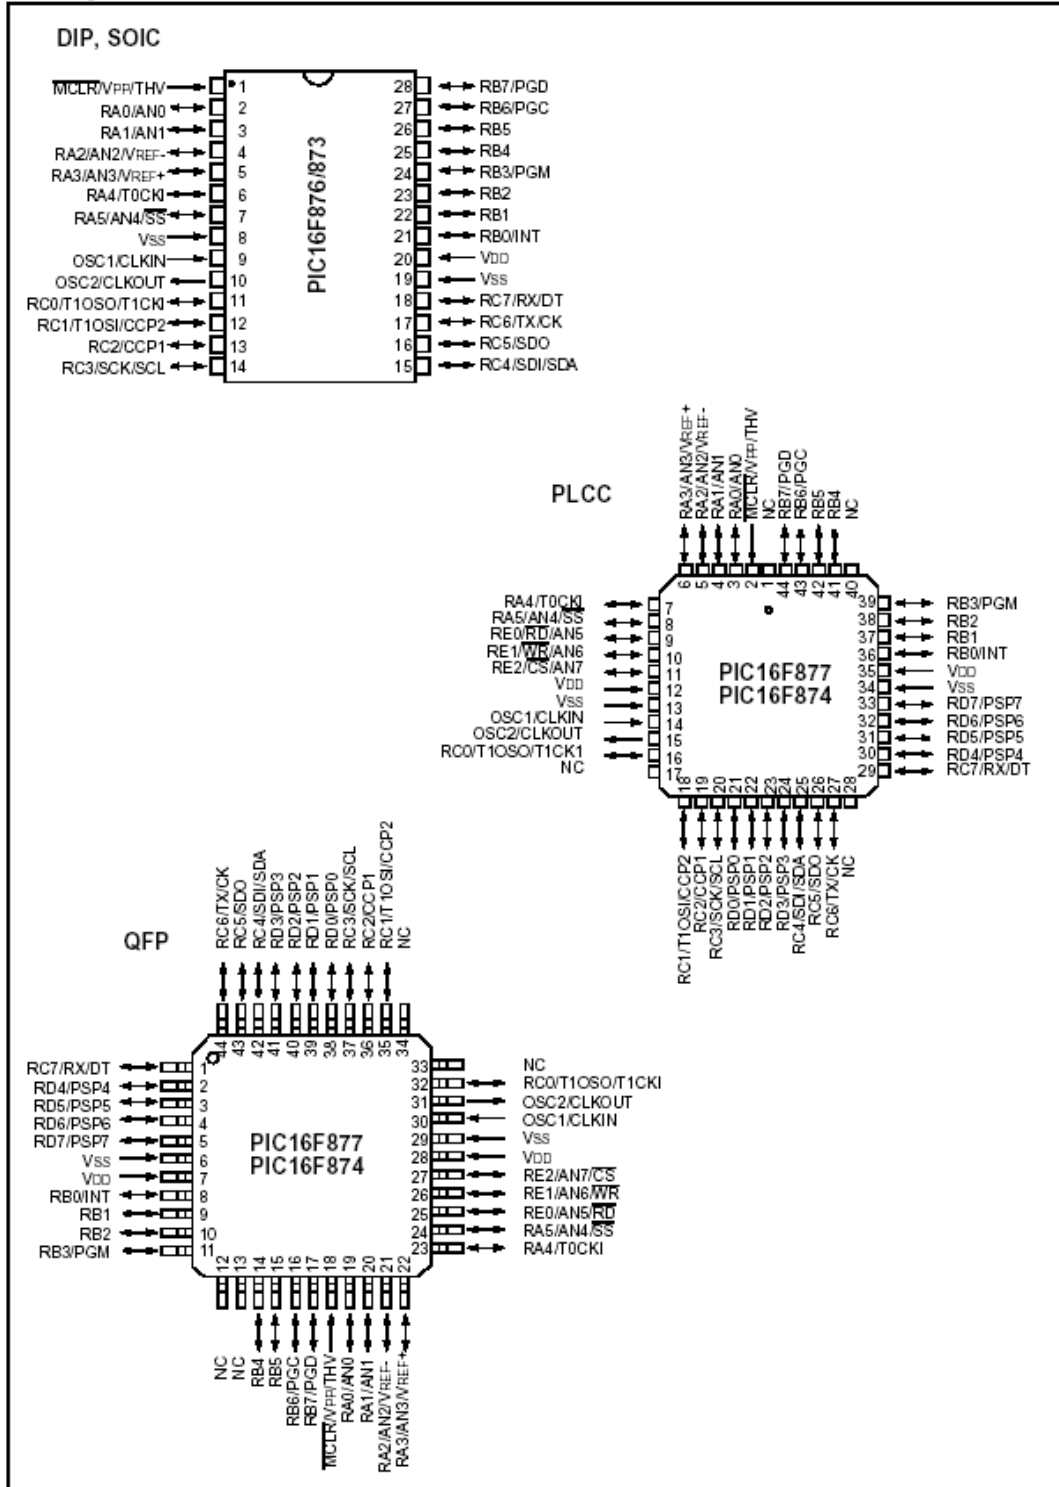 DIP, SOIC
MCLR/VPP/THV 1 28 RB7/PGD
RA0/AN0 2 27 RB6/PGC
RA1/AN1 3 26 RB5
RA2/AN2/VREF- 4 25 RB4
RA3/AN3/VREF+ 5 24 RB3/PGM
RA4/T0CKI 6 23 RB2
RA5/AN4/SS 7 22 RB1
VSS 8 21 RB0/INT
OSC1/CLKIN 9 20 VDD
OSC2/CLKOUT 10 19 VSS
RC0/T1OSO/T1CKI 11 18 RC7/RX/DT
RC1/T1OSI/CCP2 12 17 RC6/TX/CK
RC2/CCP1 13 16 RC5/SDO
RC3/SCK/SCL 14 15 RC4/SDI/SDA
PIC16F876/873
PLCC
RA3/AN3/VREF+
RA2/AN2/VREF-
RA1/AN1
RA0/AN0
MCLR/VPP/THV
NC
RB7/PGD
RB6/PGC
RB5
RB4
NC
6 5 4 3 2 1 44 43 42 41 40
RA4/T0CKI 7 39 RB3/PGM
RA5/AN4/SS 8 38 RB2
RE0/RD/AN5 9 37 RB1
RE1/WR/AN6 10 36 RB0/INT
RE2/CS/AN7 11 35 VDD
VDD 12 34 VSS
VSS 13 33 RD7/PSP7
OSC1/CLKIN 14 32 RD6/PSP6
OSC2/CLKOUT 15 31 RD5/PSP5
RC0/T1OSO/T1CK1 16 30 RD4/PSP4
NC 17 29 RC7/RX/DT
PIC16F877
PIC16F874
18 19 20 21 22 23 24 25 26 27 28
RC1/T1OSI/CCP2
RC2/CCP1
RC3/SCK/SCL
RD0/PSP0
RD1/PSP1
RD2/PSP2
RD3/PSP3
RC4/SDI/SDA
RC5/SDO
RC6/TX/CK
NC
QFP
RC6/TX/CK
RC5/SDO
RC4/SDI/SDA
RD3/PSP3
RD2/PSP2
RD1/PSP1
RD0/PSP0
RC3/SCK/SCL
RC2/CCP1
RC1/T1OSI/CCP2
NC
44 43 42 41 40 39 38 37 36 35 34
RC7/RX/DT 1 33 NC
RD4/PSP4 2 32 RC0/T1OSO/T1CKI
RD5/PSP5 3 31 OSC2/CLKOUT
RD6/PSP6 4 30 OSC1/CLKIN
RD7/PSP7 5 29 VSS
VSS 6 28 VDD
VDD 7 27 RE2/AN7/CS
RB0/INT 8 26 RE1/AN6/WR
RB1 9 25 RE0/AN5/RD
RB2 10 24 RA5/AN4/SS
RB3/PGM 11 23 RA4/T0CKI
PIC16F877
PIC16F874
12 13 14 15 16 17 18 19 20 21 22
NC
NC
RB4
RB5
RB6/PGC
RB7/PGD
MCLR/VPP/THV
RA0/AN0
RA1/AN1
RA2/AN2/VREF-
RA3/AN3/VREF+